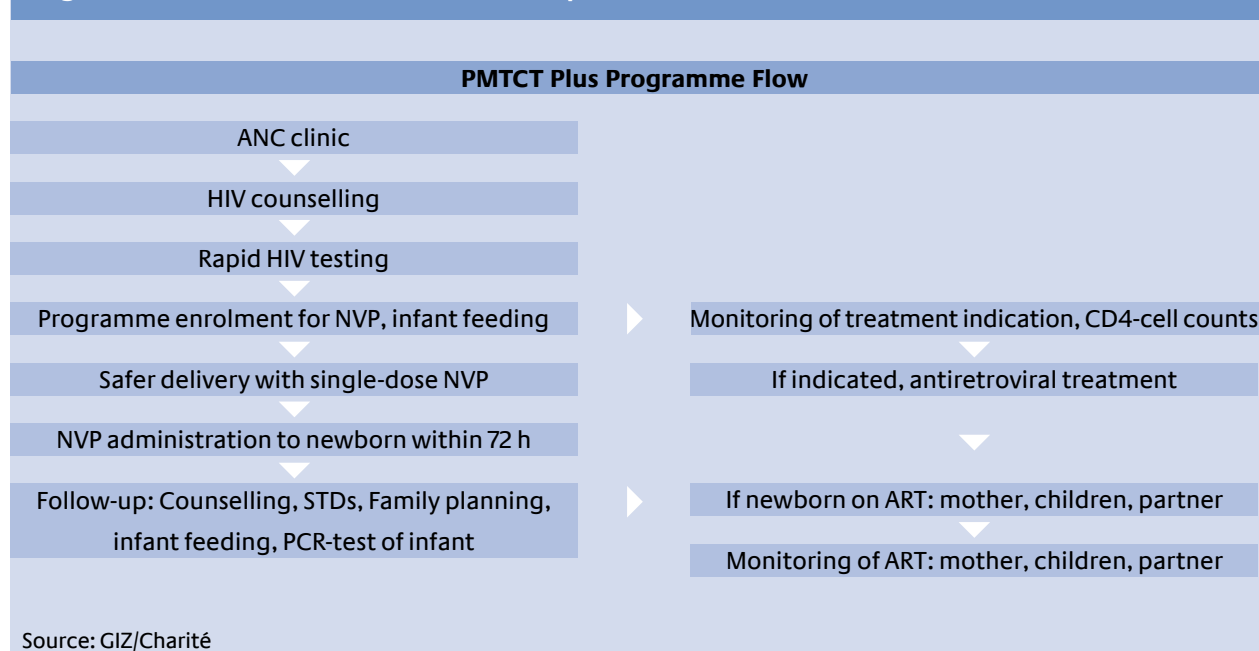 PMTCT Plus Programme Flow
ANC clinic
HIV counselling
Rapid HIV testing
Programme enrolment for NVP, infant feeding
Safer delivery with single-dose NVP
NVP administration to newborn within 72 h
Follow-up: Counselling, STDs, Family planning,
infant feeding, PCR-test of infant
Monitoring of treatment indication, CD4-cell counts
If indicated, antiretroviral treatment
If newborn on ART: mother, children, partner
Monitoring of ART: mother, children, partner
Source: GIZ/Charité